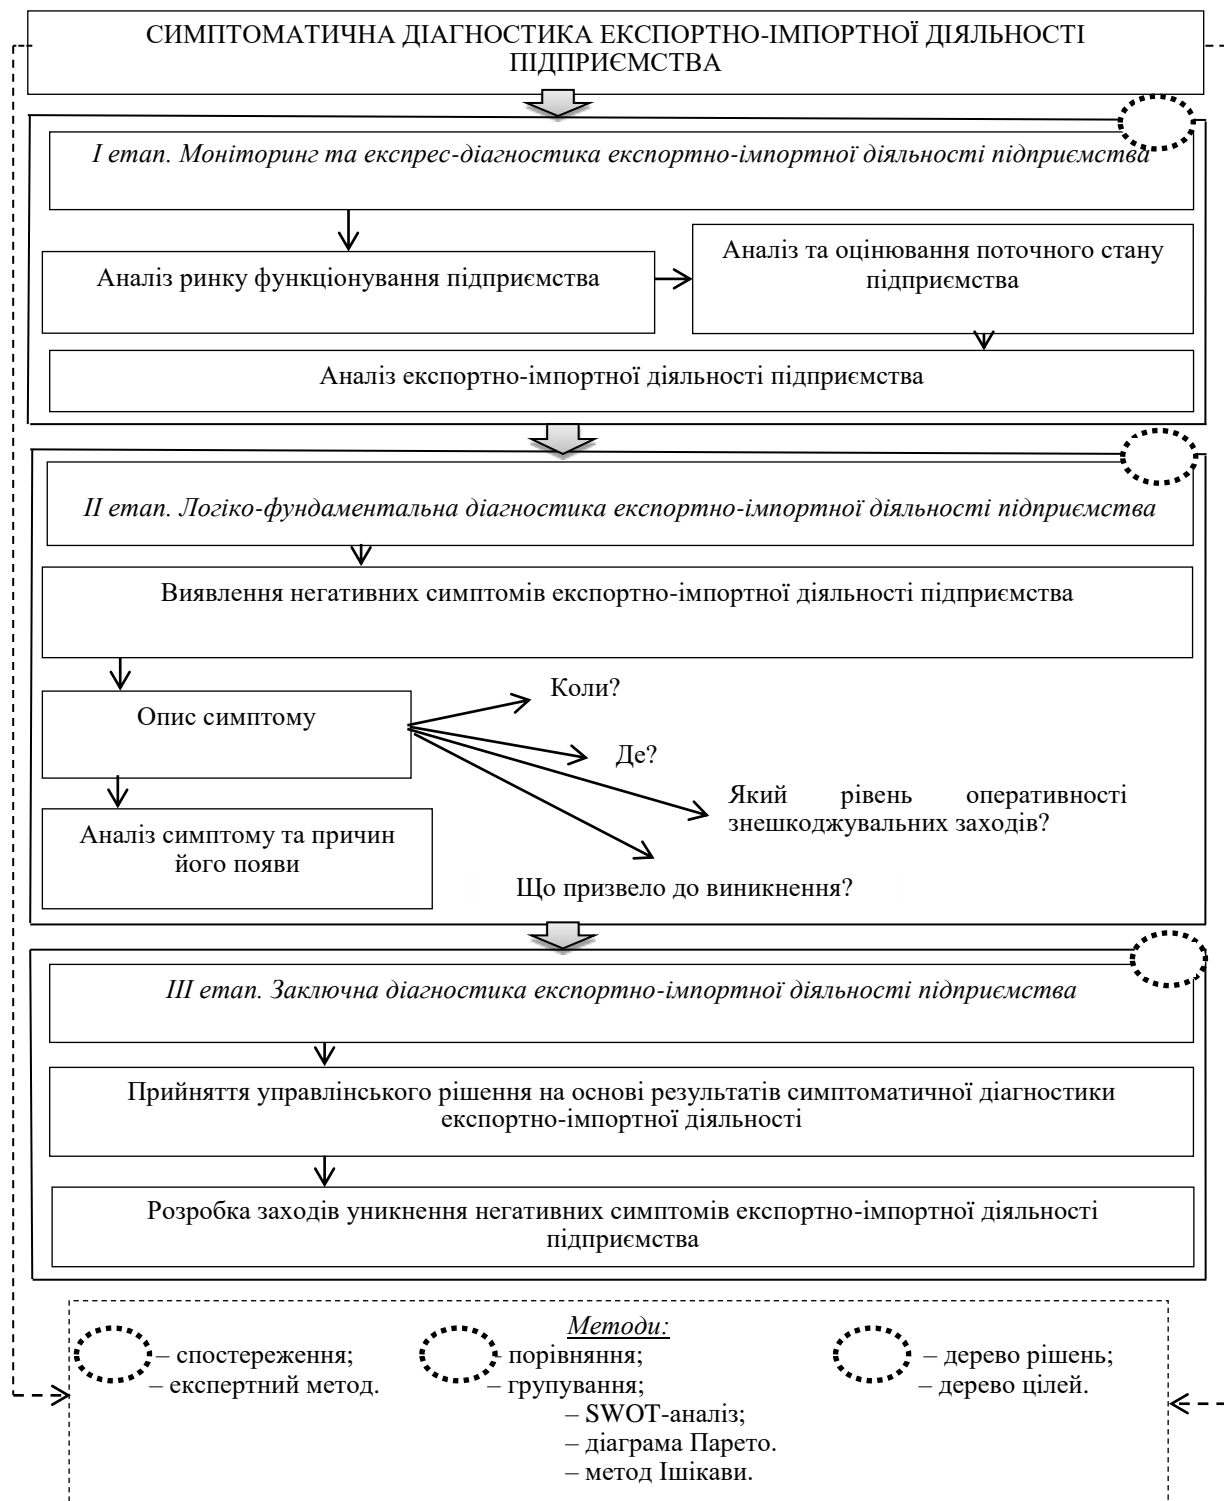 СИМПТОМАТИЧНА ДІАГНОСТИКА ЕКСПОРТНО-ІМПОРТНОЇ ДІЯЛЬНОСТІ
ПІДПРИЄМСТВА
І етап. Моніторинг та експрес-діагностика експортно-імпортної діяльності підприємства
Аналіз ринку функціонування підприємства
Аналіз та оцінювання поточного стану
підприємства
Аналіз експортно-імпортної діяльності підприємства
ІІ етап. Логіко-фундаментальна діагностика експортно-імпортної діяльності підприємства
Виявлення негативних симптомів експортно-імпортної діяльності підприємства
Опис симптому
Коли?
Де?
Який рівень оперативності
знешкоджувальних заходів?
Аналіз симптому та причин
його появи
Що призвело до виникнення?
ІІІ етап. Заключна діагностика експортно-імпортної діяльності підприємства
Прийняття управлінського рішення на основі результатів симптоматичної діагностики
експортно-імпортної діяльності
Розробка заходів уникнення негативних симптомів експортно-імпортної діяльності
підприємства
Методи:
– спостереження;
– експертний метод.
– порівняння;
– групування;
– SWOT-аналіз;
– діаграма Парето.
– метод Ішікави.
– дерево рішень;
– дерево цілей.